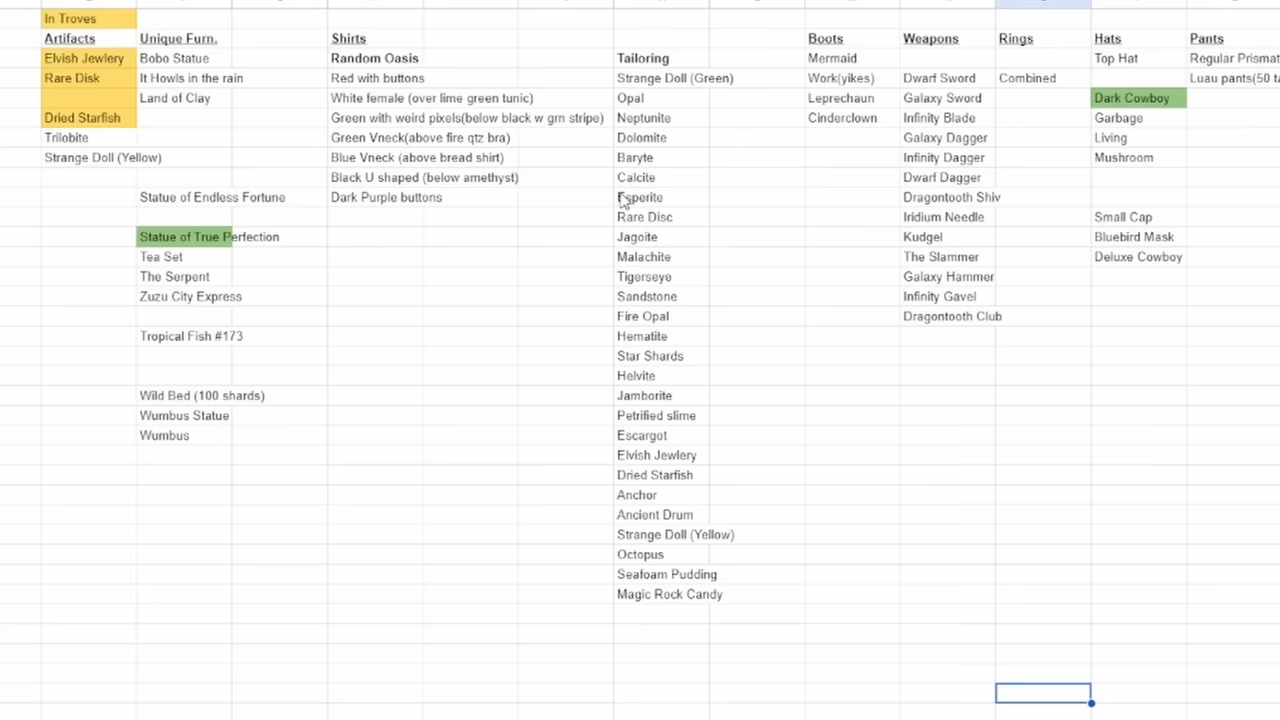 In Troves
Artifacts Unique Furn. Shirts Boots Weapons Rings Hats Pants
Elvish Jewlery Bobo Statue Random Oasis Tailoring Mermaid Top Hat Regular Prismat
Rare Disk It Howls in the rain Red with buttons Strange Doll (Green) Work(yikes) Dwarf Sword Combined Luau pants(50 ta
Land of Clay White female (over lime green tunic) Opal Leprechaun Galaxy Sword Dark Cowboy
Dried Starfish Green with weird pixels(below black w grn stripe) Neptunite Cinderclown Infinity Blade Garbage
Trilobite Green Vneck(above fire qtz bra) Dolomite Galaxy Dagger Living
Strange Doll (Yellow) Blue Vneck (above bread shirt) Baryte Infinity Dagger Mushroom
Black U shaped (below amethyst) Calcite Dwarf Dagger
Statue of Endless Fortune Dark Purple buttons Esperite Dragontooth Shiv
Rare Disc Iridium Needle Small Cap
Statue of True Perfection Jagoite Kudgel Bluebird Mask
Tea Set Malachite The Slammer Deluxe Cowboy
The Serpent Tigerseye Galaxy Hammer
Zuzu City Express Sandstone Infinity Gavel
Fire Opal Dragontooth Club
Tropical Fish #173 Hematite
Star Shards
Helvite
Wild Bed (100 shards) Jamborite
Wumbus Statue Petrified slime
Wumbus Escargot
Elvish Jewlery
Dried Starfish
Anchor
Ancient Drum
Strange Doll (Yellow)
Octopus
Seafoam Pudding
Magic Rock Candy